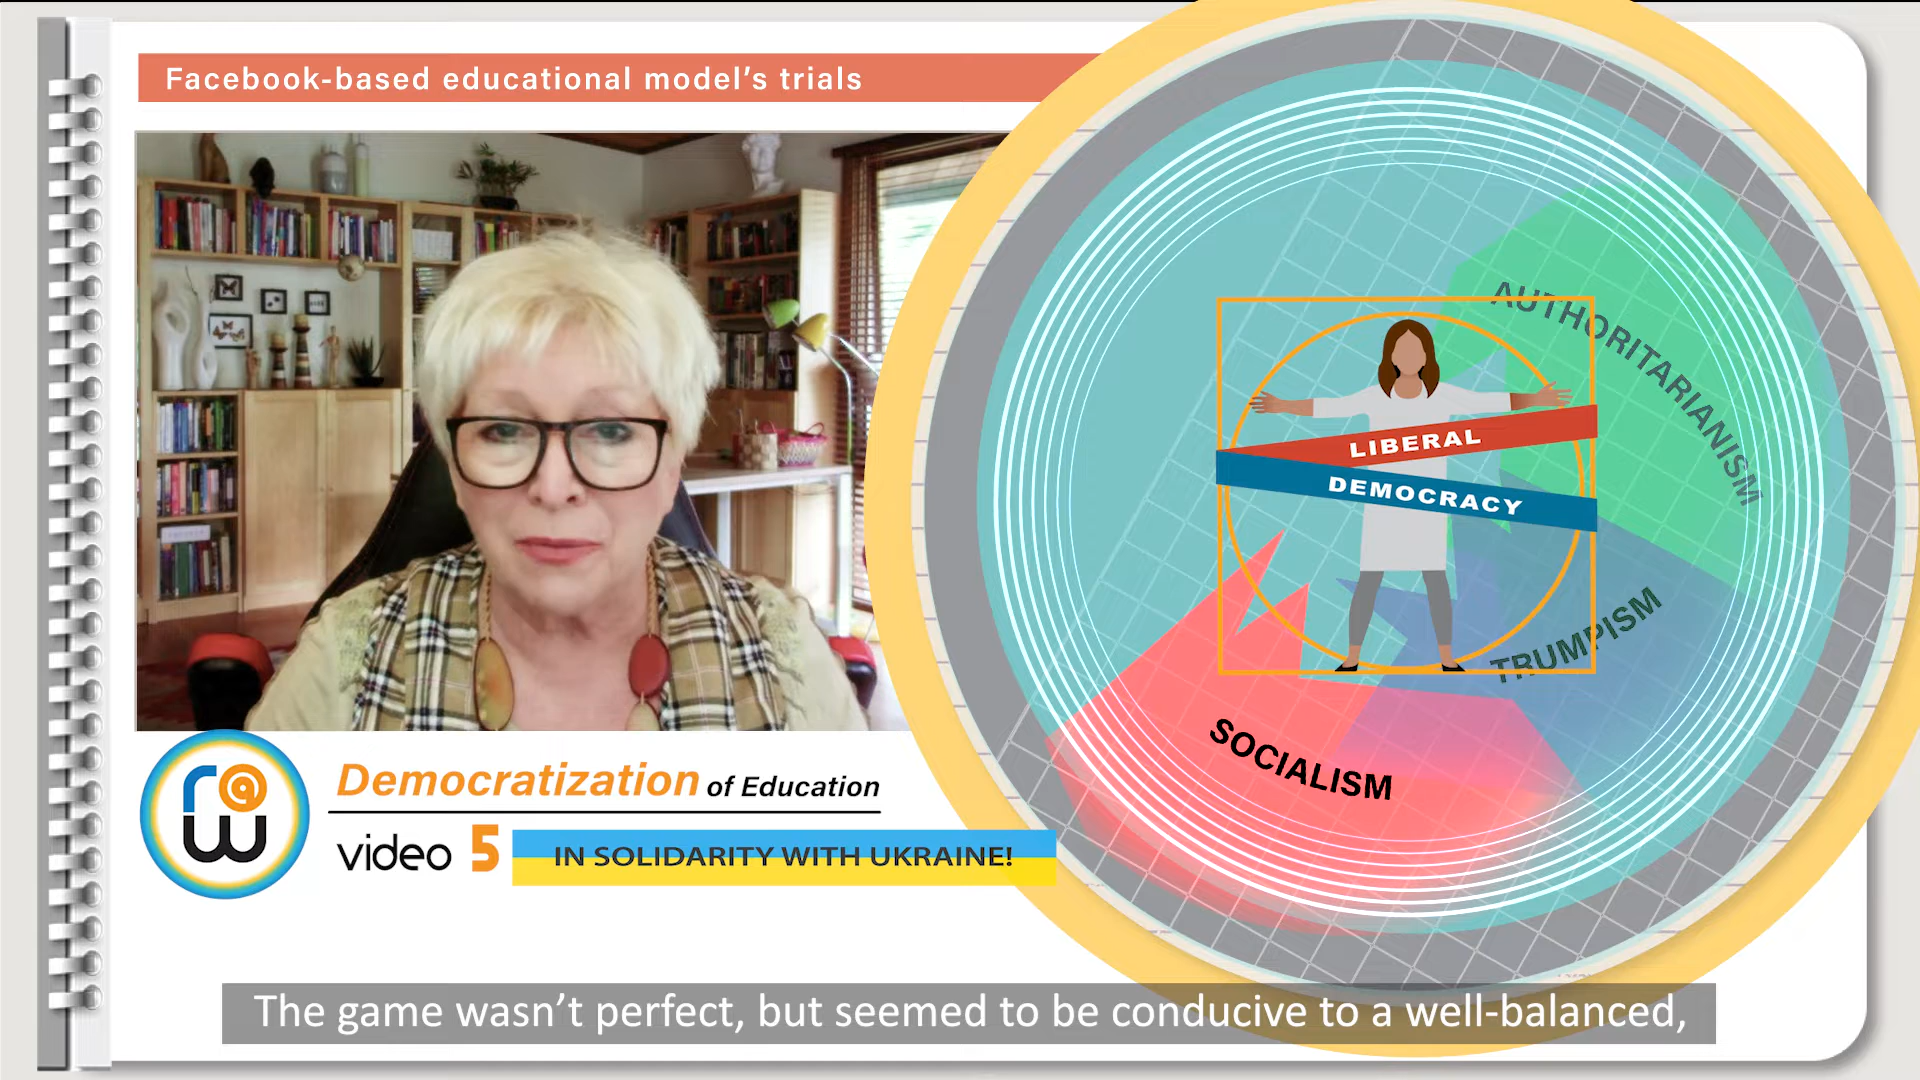 Facebook-based educational model's trials
AUTHORITARIANISM
LIBERAL
DEMOCRACY
TRUMPISM
SOCIALISM
raw
Democratization of Education
video 5
IN SOLIDARITY WITH UKRAINE!
The game wasn't perfect, but seemed to be conducive to a well-balanced,